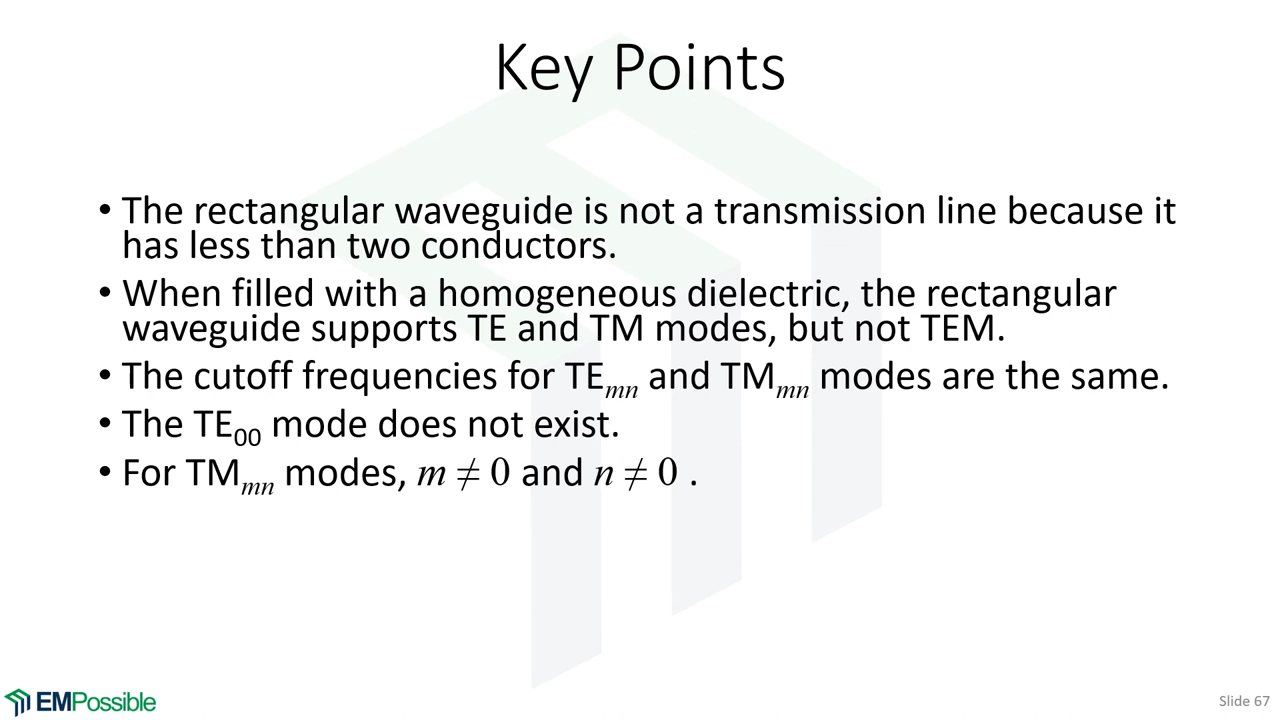 Key Points
• The rectangular waveguide is not a transmission line because it
has less than two conductors.
• When filled with a homogeneous dielectric, the rectangular
waveguide supports TE and TM modes, but not TEM.
• The cutoff frequencies for TEmn and TMmn modes are the same.
• The TE00 mode does not exist.
• For TMmn modes, m ≠ 0 and n ≠ 0 .
EMPossible
Slide 67